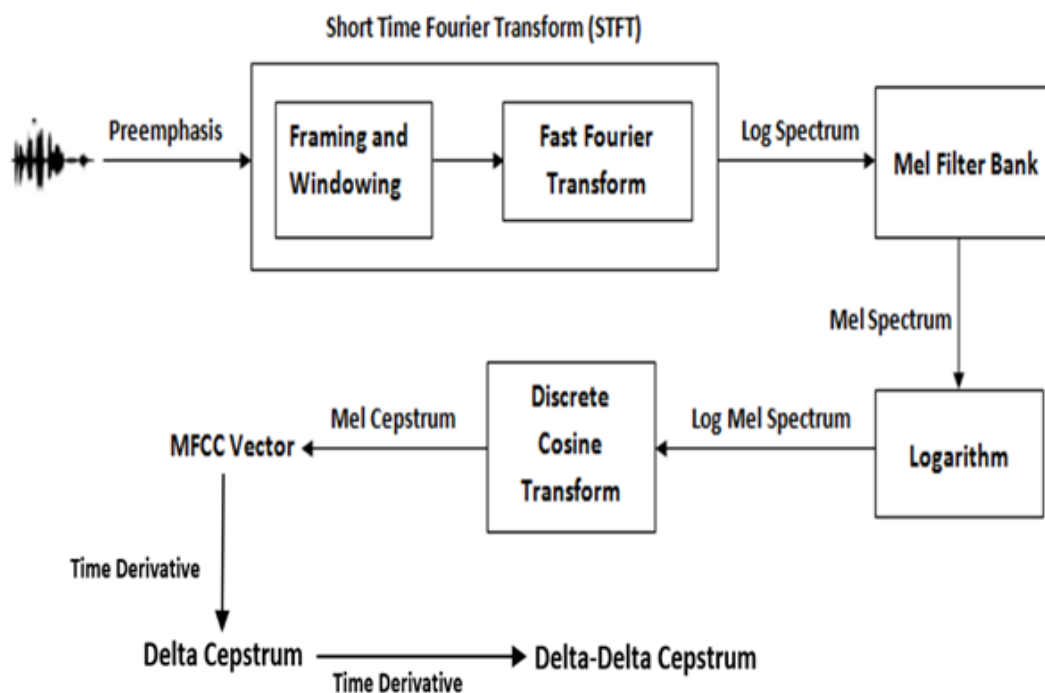 Short Time Fourier Transform (STFT)
Preemphasis
Framing and
Windowing
Fast Fourier
Transform
Log Spectrum
Mel Filter Bank
Mel Spectrum
Logarithm
Log Mel Spectrum
Discrete
Cosine
Transform
Mel Cepstrum
MFCC Vector
Time Derivative
Delta Cepstrum
Time Derivative
Delta-Delta Cepstrum